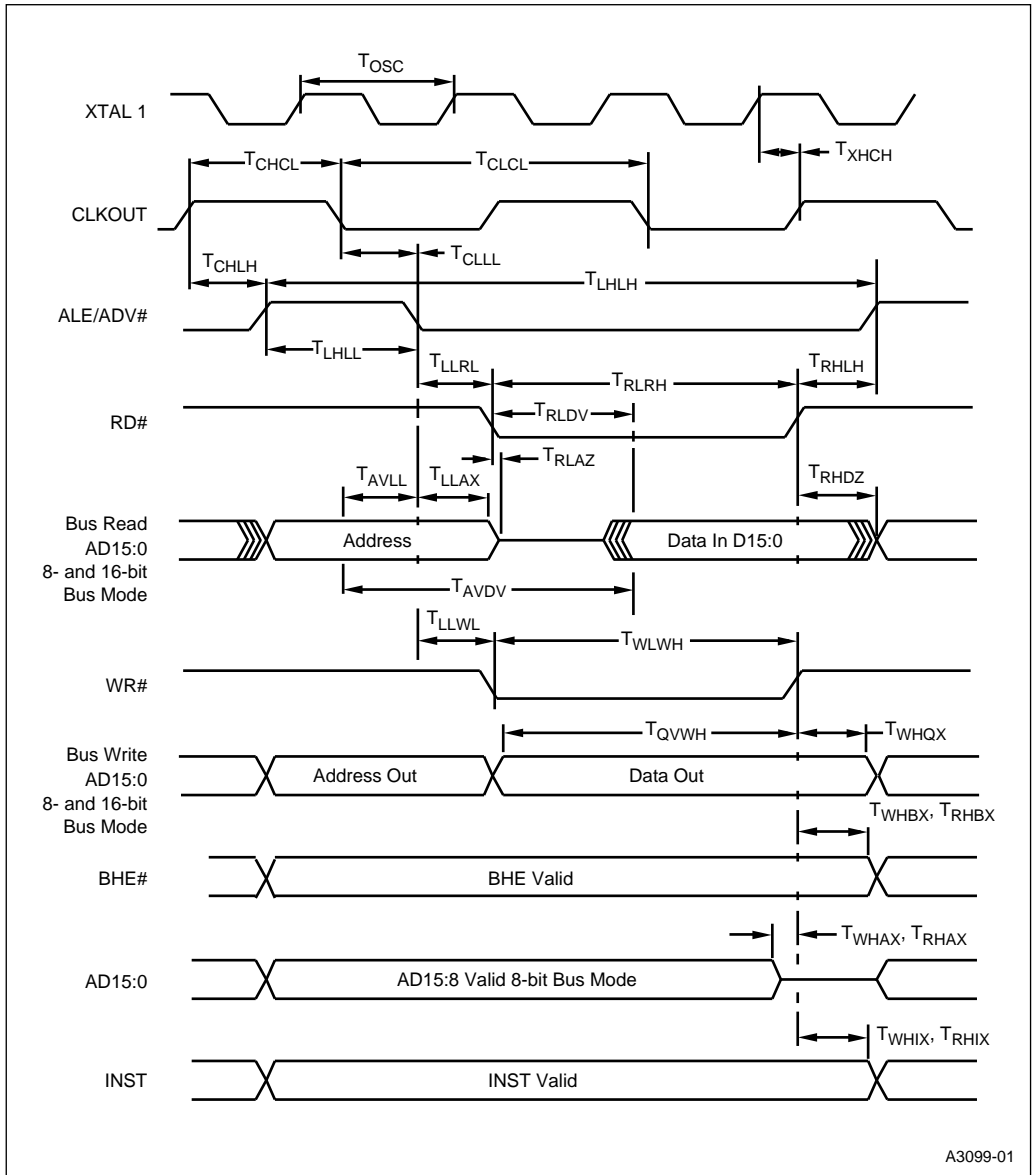 TOSC
XTAL 1
TXHCH
TCHCL
TCLCL
CLKOUT
TCLLL
TCHLH
TLHLH
ALE/ADV#
TLHLL
TLLRL
TRLRH
TRHLH
RD#
TRLDV
TRLAZ
TAVLL
TLLAX
TRHDZ
Bus Read
AD15:0
8- and 16-bit
Bus Mode
Address
Data In D15:0
TAVDV
TLLWL
TWLWH
WR#
TQVWH
TWHQX
Bus Write
AD15:0
8- and 16-bit
Bus Mode
Address Out
Data Out
TWHBX, TRHBX
BHE#
BHE Valid
TWHAX, TRHAX
AD15:0
AD15:8 Valid 8-bit Bus Mode
TWHIX, TRHIX
INST
INST Valid
A3099-01